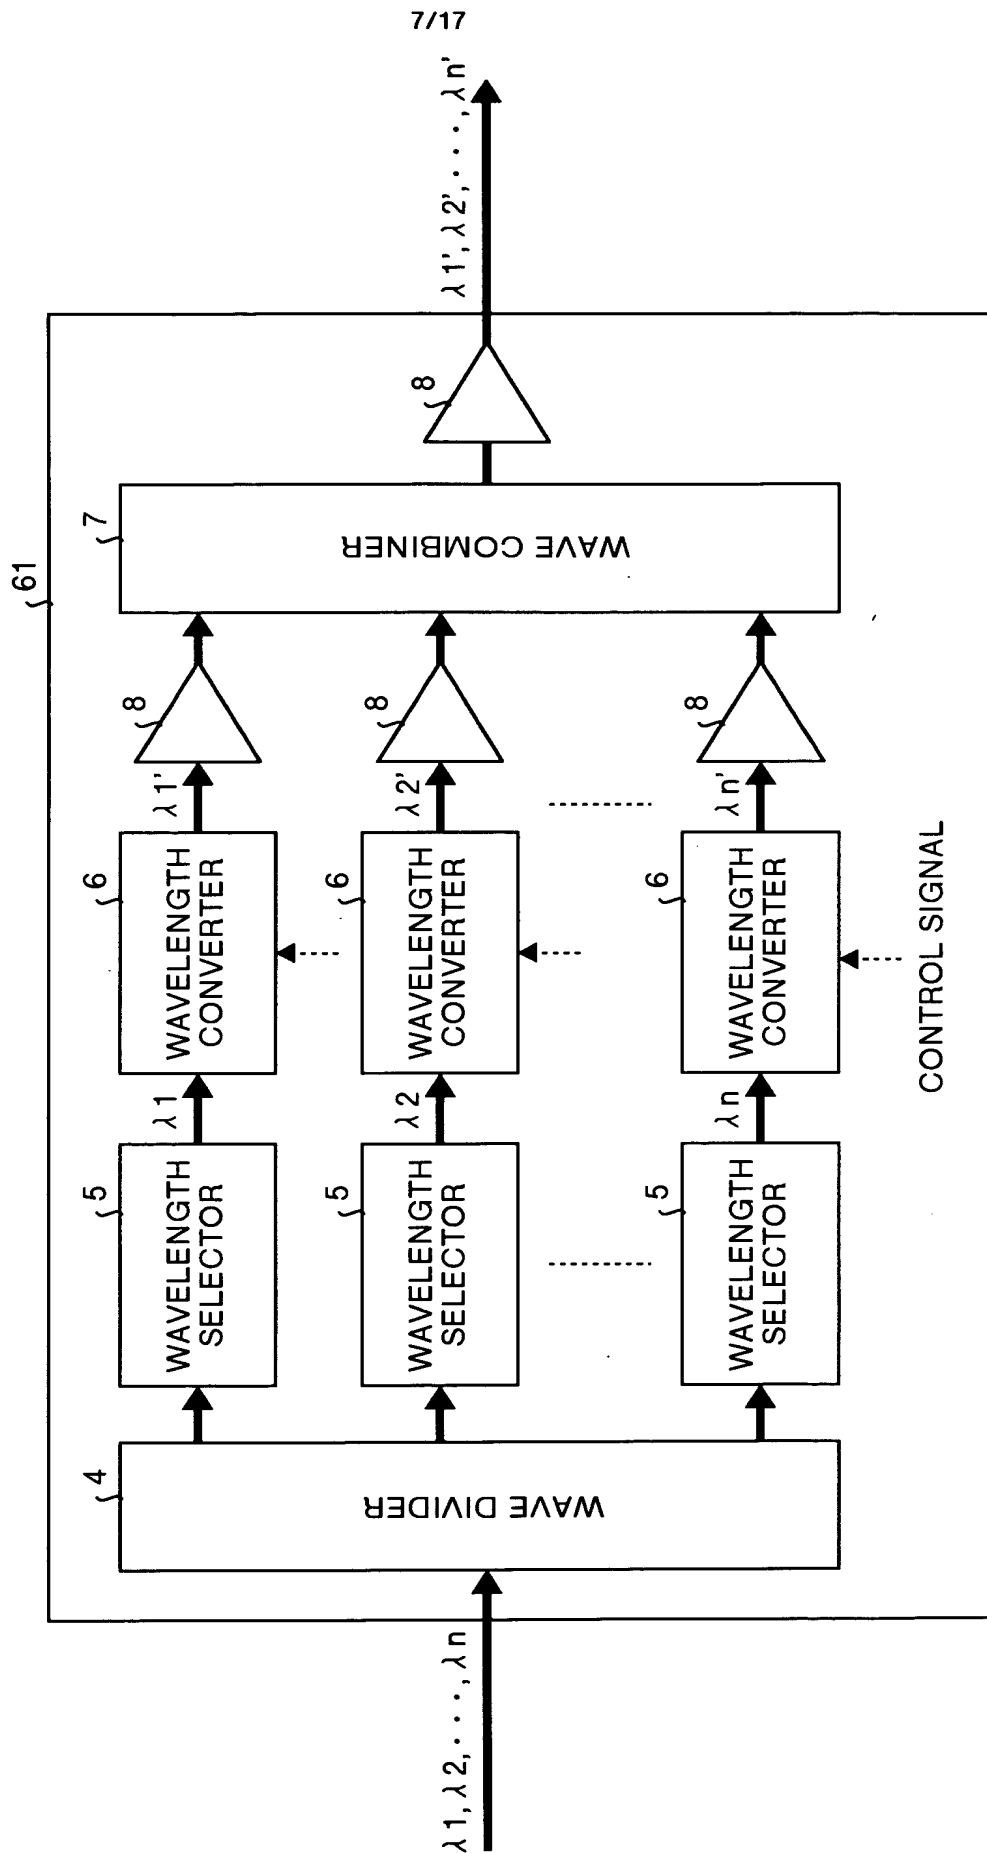 7/17
61
λ1, λ2, · · · , λn
4
WAVE DIVIDER
5
WAVELENGTH
SELECTOR
λ1
6
WAVELENGTH
CONVERTER
λ1'
8
5
WAVELENGTH
SELECTOR
λ2
6
WAVELENGTH
CONVERTER
λ2'
8
5
WAVELENGTH
SELECTOR
λn
6
WAVELENGTH
CONVERTER
λn'
8
CONTROL SIGNAL
7
WAVE COMBINER
8
λ1', λ2', · · · , λn'